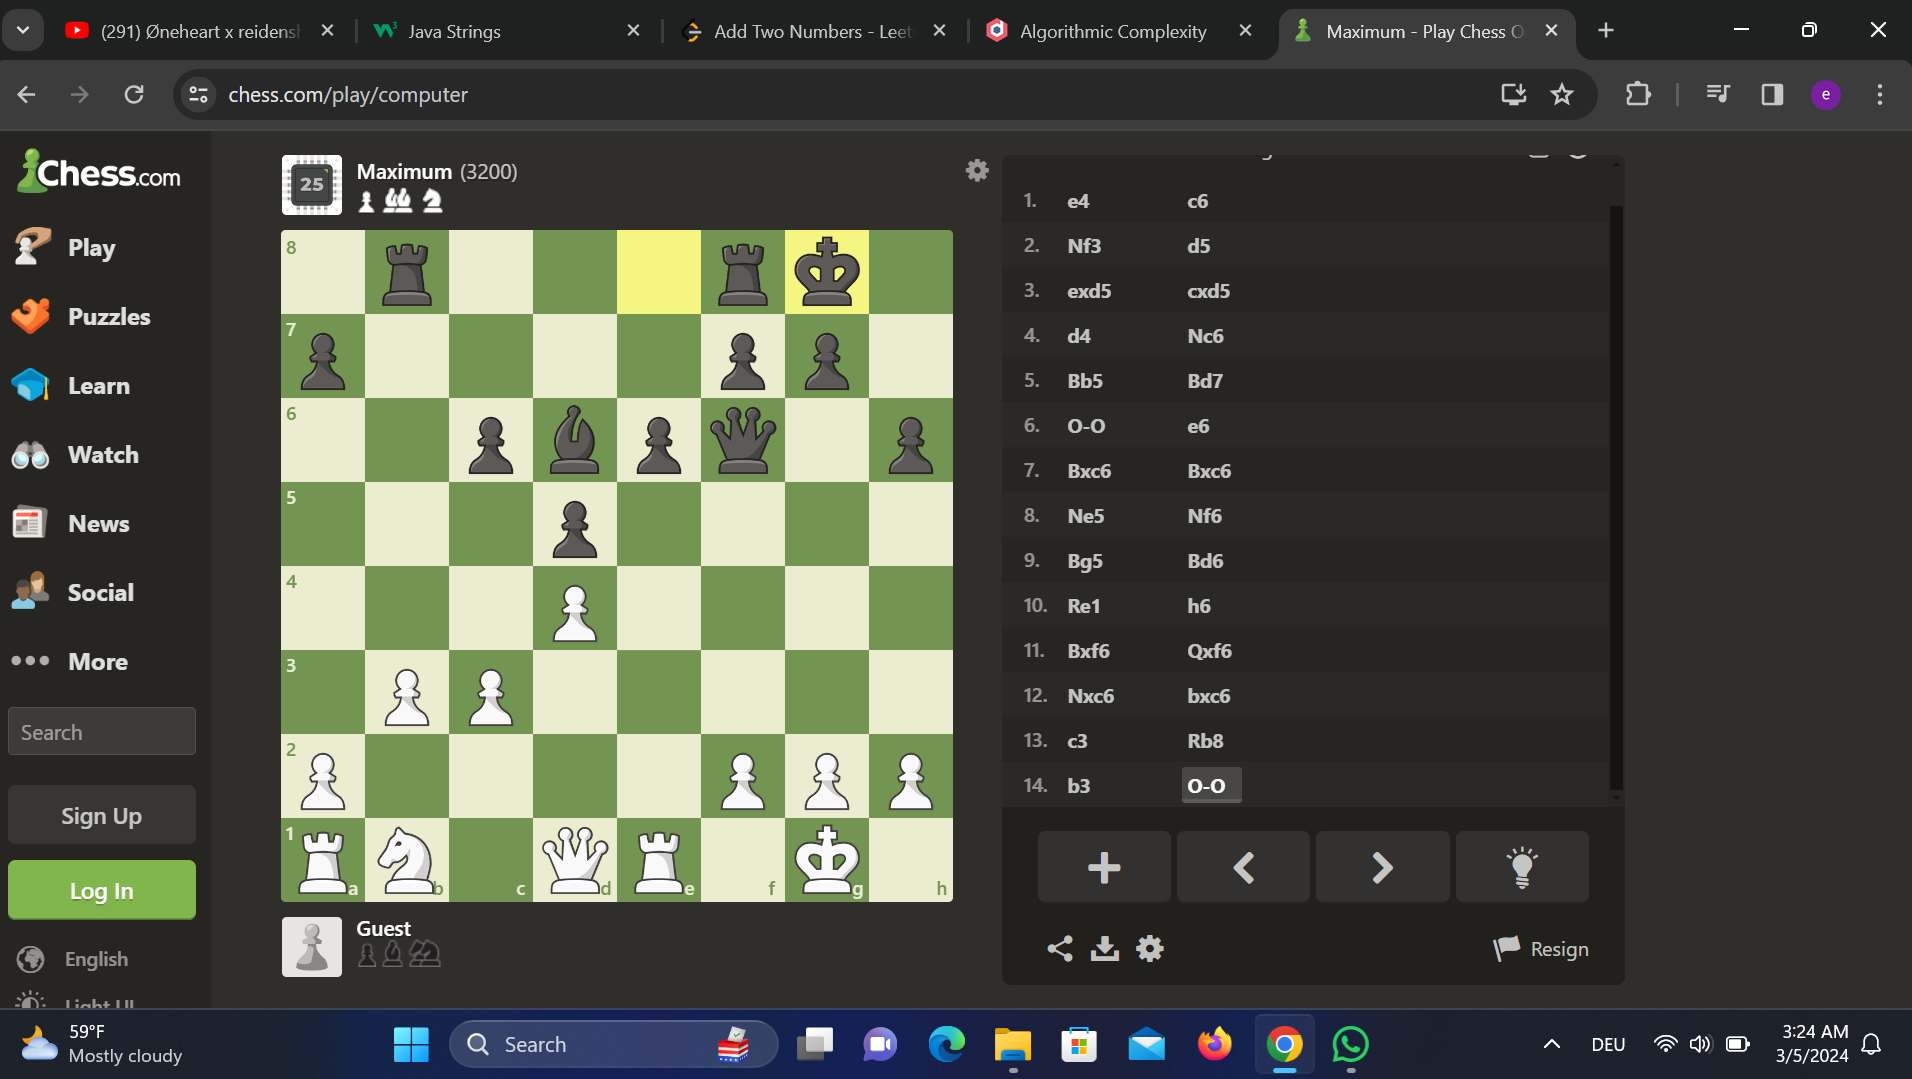 (291) Øneheart x reidensh
Java Strings
Add Two Numbers - Leet
Algorithmic Complexity
Maximum - Play Chess O
chess.com/play/computer
e
Chess.com
Play
Puzzles
Learn
Watch
News
Social
More
Search
Sign Up
Log In
English
Light UI
25
Maximum (3200)
8
7
6
5
4
3
2
1
a b c d e f g h
Guest
1. e4 c6
2. Nf3 d5
3. exd5 cxd5
4. d4 Nc6
5. Bb5 Bd7
6. O-O e6
7. Bxc6 Bxc6
8. Ne5 Nf6
9. Bg5 Bd6
10. Re1 h6
11. Bxf6 Qxf6
12. Nxc6 bxc6
13. c3 Rb8
14. b3 O-O
Resign
59°F
Mostly cloudy
Search
DEU
3:24 AM
3/5/2024